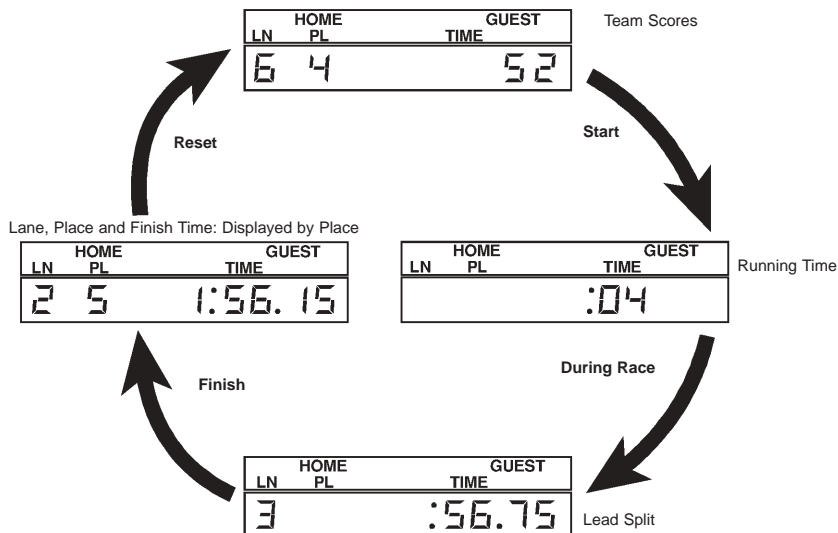 HOME GUEST
LN PL TIME
6 4 52
Team Scores
Start
Reset
Lane, Place and Finish Time: Displayed by Place
HOME GUEST
LN PL TIME
2 5 1:56.15
HOME GUEST
LN PL TIME
:04
Running Time
During Race
Finish
HOME GUEST
LN PL TIME
3 :56.75
Lead Split